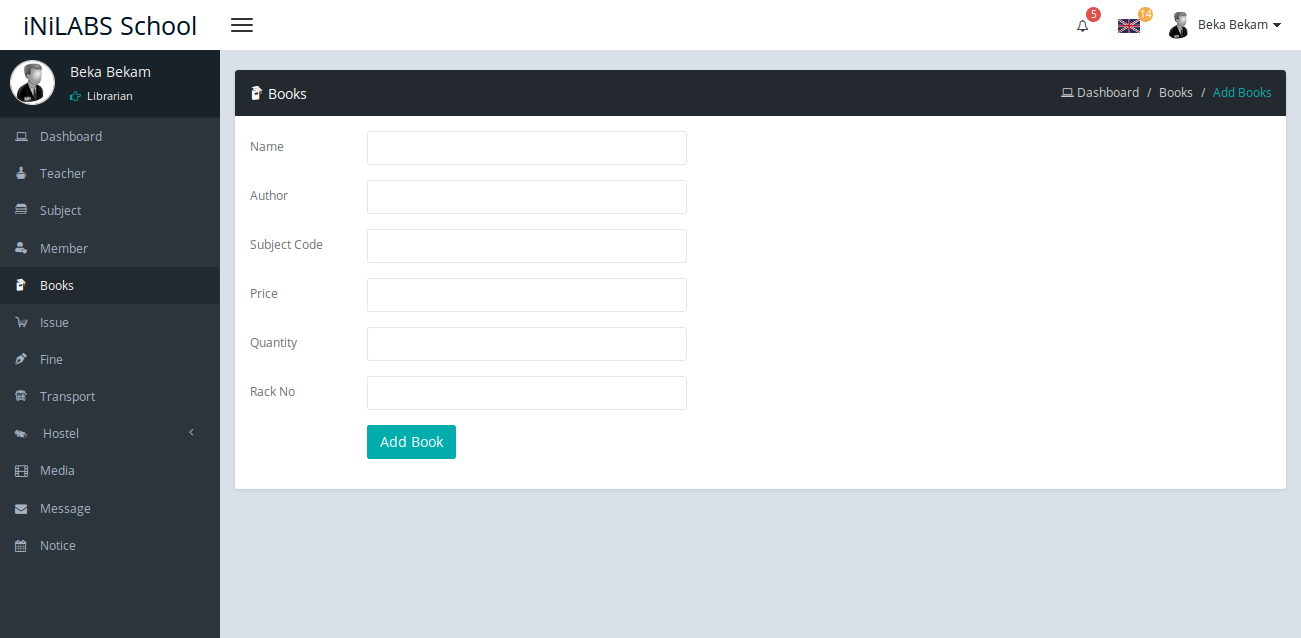 iNiLABS School
5
14
Beka Bekam
Beka Bekam
Librarian
Dashboard
Teacher
Subject
Member
Books
Issue
Fine
Transport
Hostel
Media
Message
Notice
Books
Dashboard / Books / Add Books
Name
Author
Subject Code
Price
Quantity
Rack No
Add Book